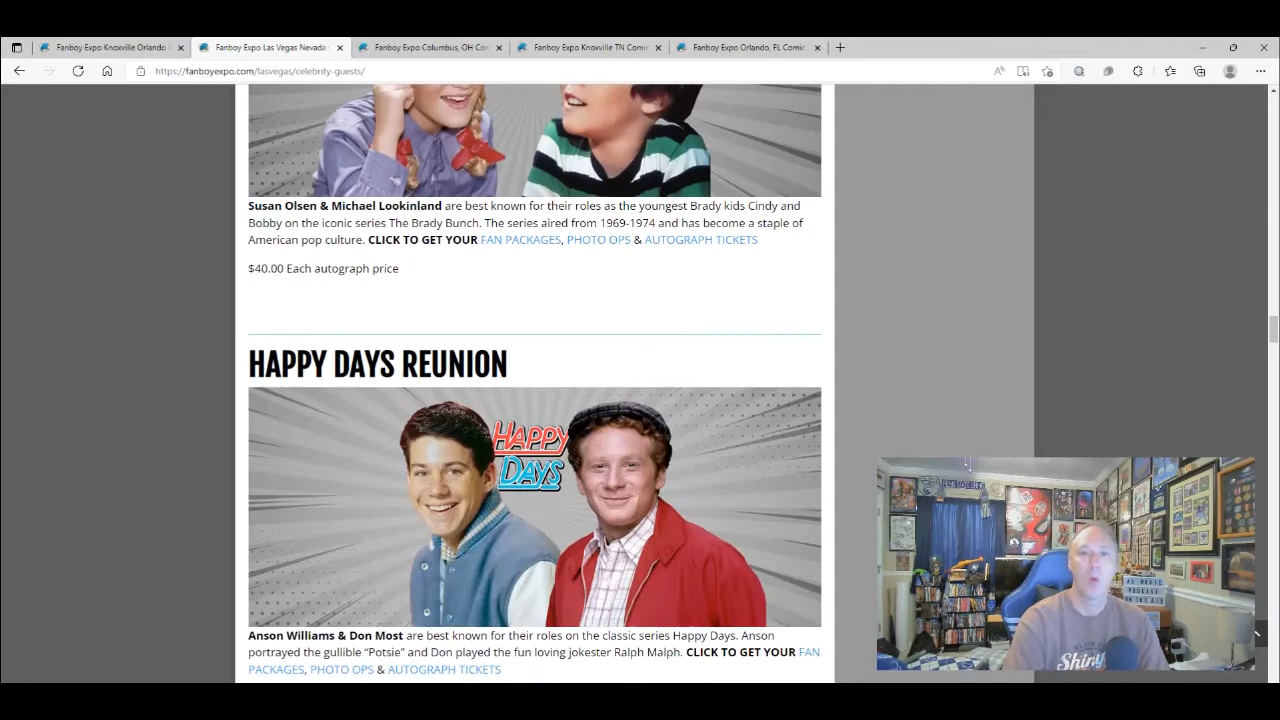 Fanboy Expo Knoxville Orlando
Fanboy Expo Las Vegas Nevada
Fanboy Expo Columbus, OH Con
Fanboy Expo Knoxville TN Comic
Fanboy Expo Orlando, FL Comic
https://fanboyexpo.com/lasvegas/celebrity-guests/
Susan Olsen & Michael Lookinland are best known for their roles as the youngest Brady kids Cindy and
Bobby on the iconic series The Brady Bunch. The series aired from 1969-1974 and has become a staple of
American pop culture. CLICK TO GET YOUR FAN PACKAGES, PHOTO OPS & AUTOGRAPH TICKETS
$40.00 Each autograph price
HAPPY DAYS REUNION
HAPPY
DAYS
Anson Williams & Don Most are best known for their roles on the classic series Happy Days. Anson
portrayed the gullible “Potsie” and Don played the fun loving jokester Ralph Malph. CLICK TO GET YOUR FAN
PACKAGES, PHOTO OPS & AUTOGRAPH TICKETS
Shiny